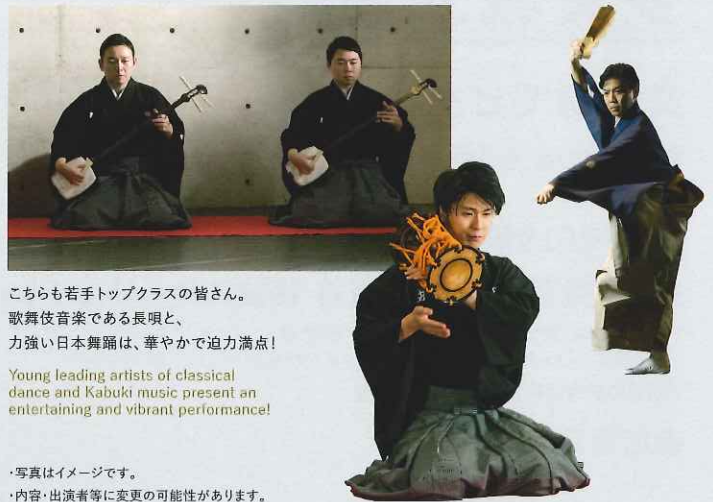 こちらも若手トップクラスの皆さん。
歌舞伎音楽である長唄と、
力強い日本舞踊は、華やかで迫力満点！
Young leading artists of classical
dance and Kabuki music present an
entertaining and vibrant performance!
・写真はイメージです。
・内容・出演者等に変更の可能性があります。